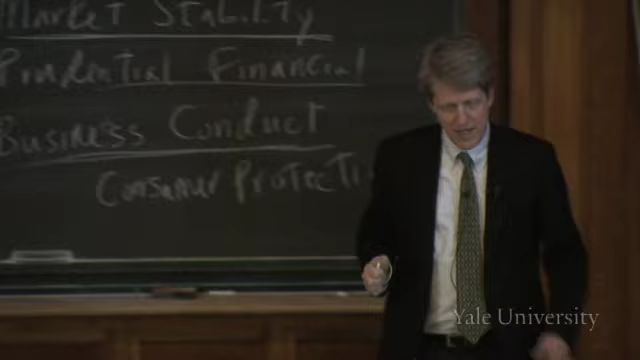 Market Stability
Prudential Financial
Business Conduct
Consumer Protecti
Yale University